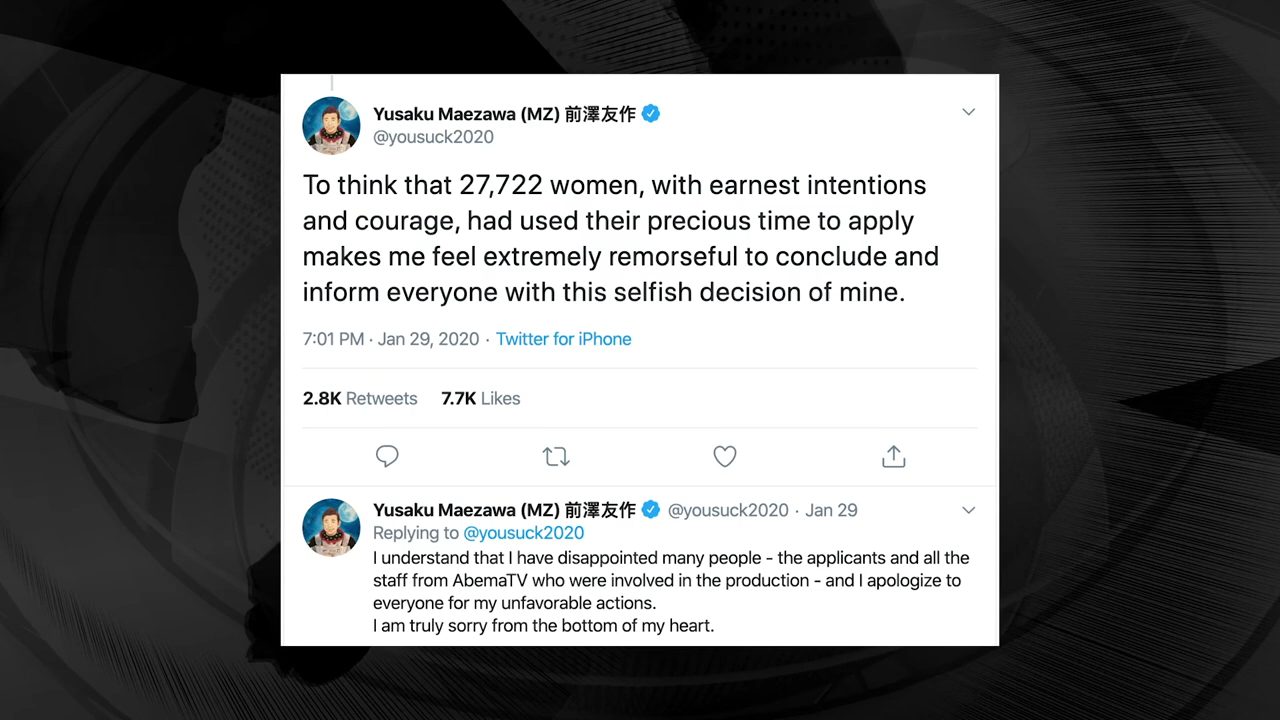 Yusaku Maezawa (MZ) 前澤友作
@yousuck2020
To think that 27,722 women, with earnest intentions
and courage, had used their precious time to apply
makes me feel extremely remorseful to conclude and
inform everyone with this selfish decision of mine.
7:01 PM · Jan 29, 2020 · Twitter for iPhone
2.8K Retweets 7.7K Likes
Yusaku Maezawa (MZ) 前澤友作 @yousuck2020 · Jan 29
Replying to @yousuck2020
I understand that I have disappointed many people - the applicants and all the
staff from AbemaTV who were involved in the production - and I apologize to
everyone for my unfavorable actions.
I am truly sorry from the bottom of my heart.